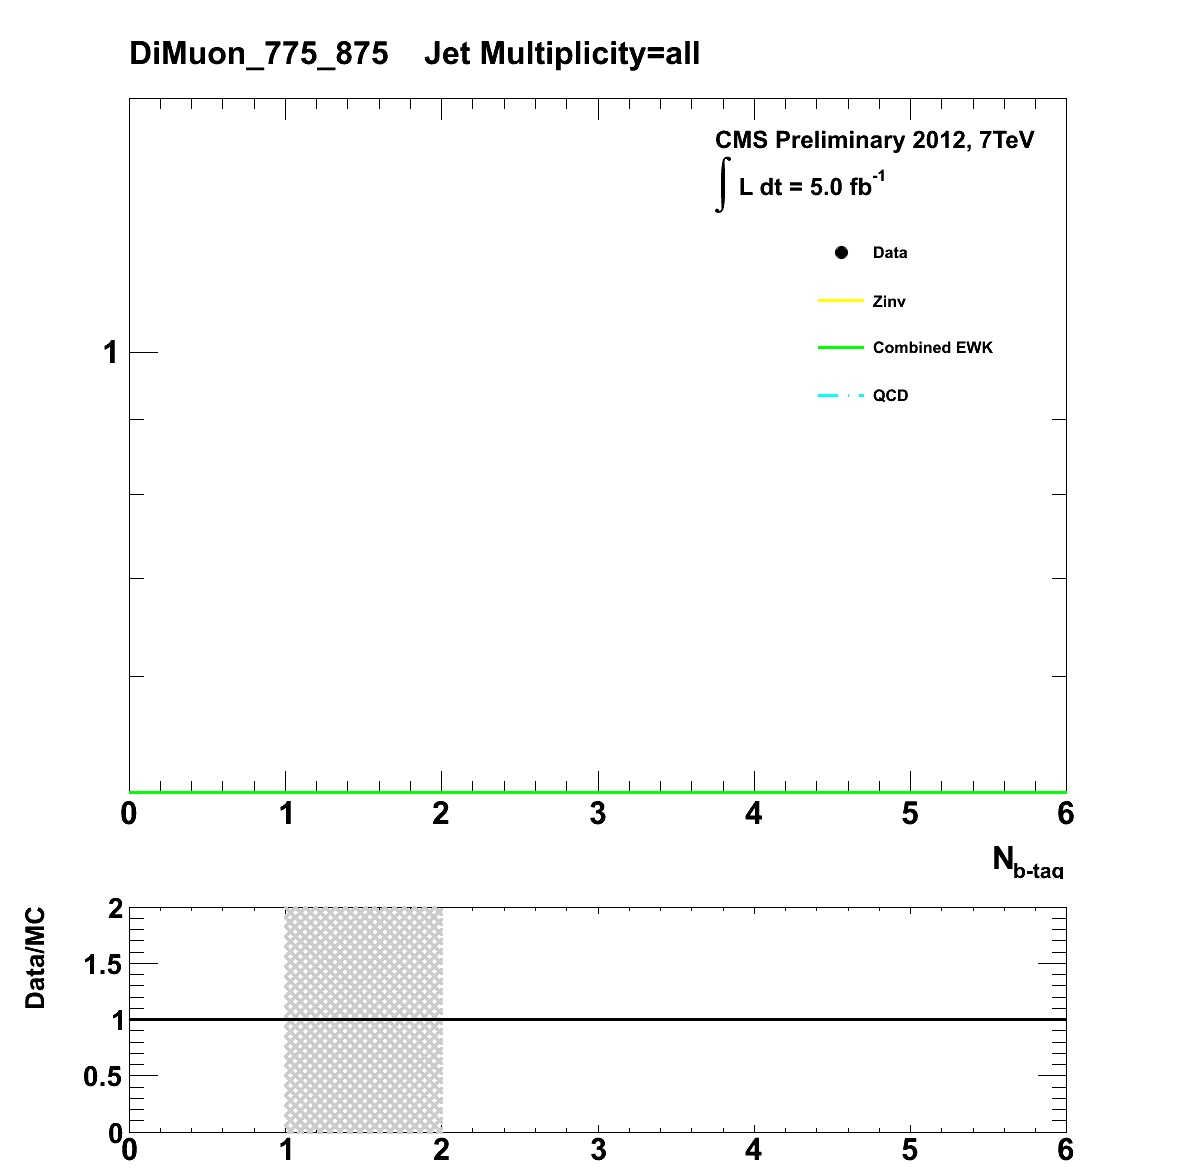 DiMuon_775_875 Jet Multiplicity=all
CMS Preliminary 2012, 7TeV
∫ L dt = 5.0 fb-1
Data
Zinv
1
Combined EWK
QCD
0 1 2 3 4 5 6
Nb-tag
Data/MC
2
1.5
1
0.5
0
0 1 2 3 4 5 6